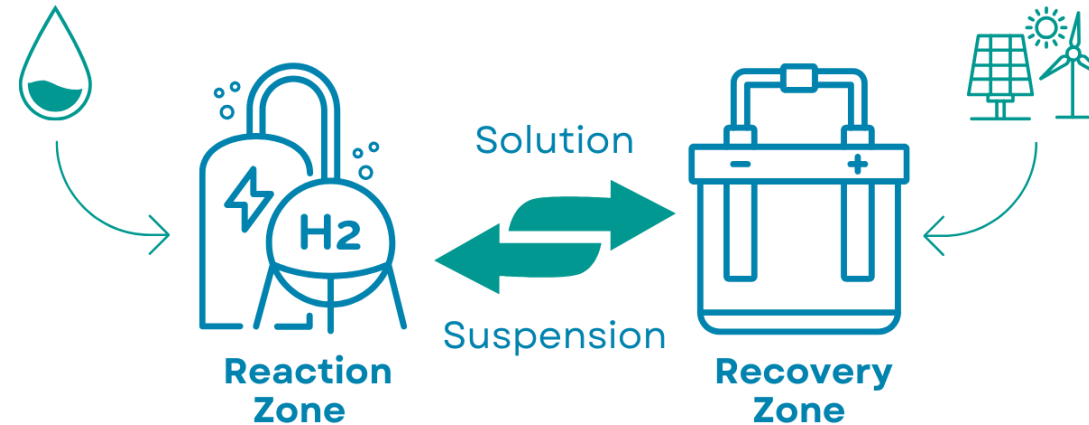 Solution
H2
- +
Suspension
Reaction
Zone
Recovery
Zone